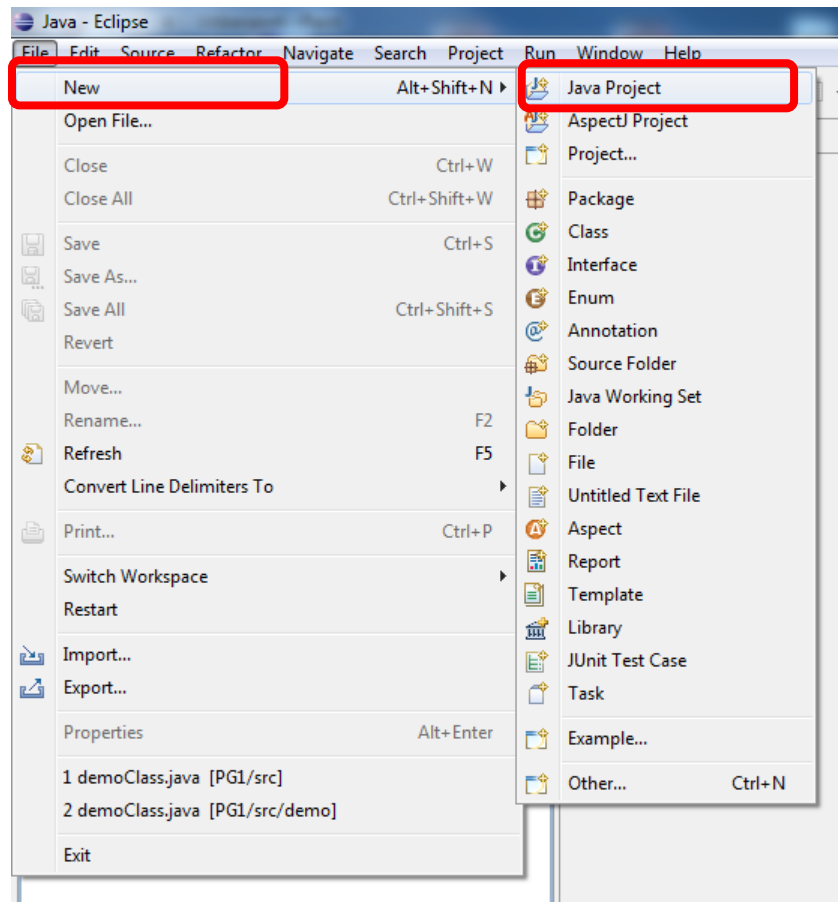 Java - Eclipse
File Edit Source Refactor Navigate Search Project Run Window Help
New Alt+Shift+N
Open File...
Close Ctrl+W
Close All Ctrl+Shift+W
Save Ctrl+S
Save As...
Save All Ctrl+Shift+S
Revert
Move...
Rename... F2
Refresh F5
Convert Line Delimiters To
Print... Ctrl+P
Switch Workspace
Restart
Import...
Export...
Properties Alt+Enter
1 demoClass.java [PG1/src]
2 demoClass.java [PG1/src/demo]
Exit
Java Project
AspectJ Project
Project...
Package
Class
Interface
Enum
Annotation
Source Folder
Java Working Set
Folder
File
Untitled Text File
Aspect
Report
Template
Library
JUnit Test Case
Task
Example...
Other... Ctrl+N